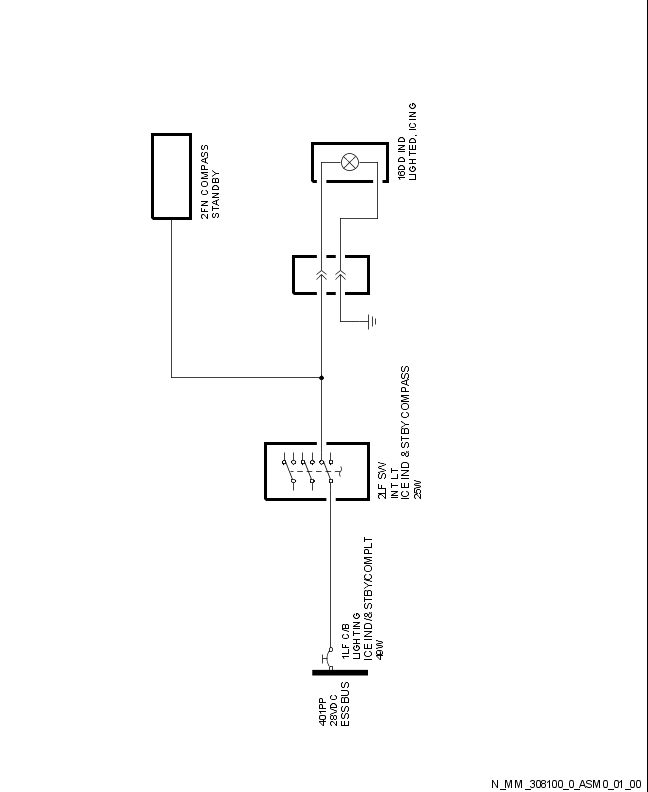 2FN COMPASS
STANDBY
16DD IND
LIGHTED, ICING
2LF SW
INT LT
ICE IND & STBY COMPASS
25W
1LF C/B
LIGHTING
ICE IND/& STBY/COMPLT
49W
401PP
28VDC
ESS BUS
N_MM_308100_0_ASM0_01_00